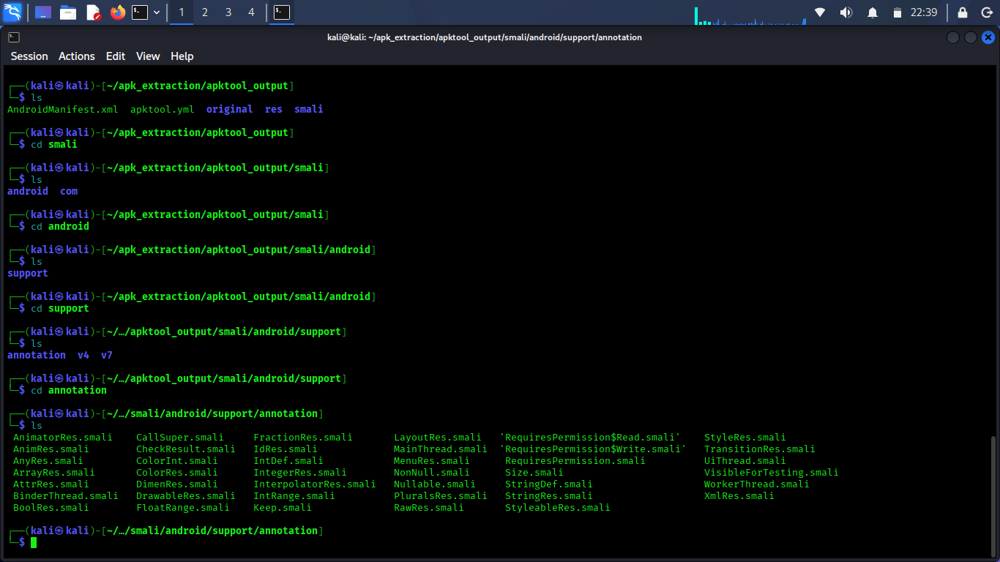 1 2 3 4 22:39
kali@kali: ~/apk_extraction/apktool_output/smali/android/support/annotation
Session Actions Edit View Help
┌──(kali㉿kali)-[~/apk_extraction/apktool_output]
└─$ ls
AndroidManifest.xml apktool.yml original res smali
┌──(kali㉿kali)-[~/apk_extraction/apktool_output]
└─$ cd smali
┌──(kali㉿kali)-[~/apk_extraction/apktool_output/smali]
└─$ ls
android com
┌──(kali㉿kali)-[~/apk_extraction/apktool_output/smali]
└─$ cd android
┌──(kali㉿kali)-[~/apk_extraction/apktool_output/smali/android]
└─$ ls
support
┌──(kali㉿kali)-[~/apk_extraction/apktool_output/smali/android]
└─$ cd support
┌──(kali㉿kali)-[~/…/apktool_output/smali/android/support]
└─$ ls
annotation v4 v7
┌──(kali㉿kali)-[~/…/apktool_output/smali/android/support]
└─$ cd annotation
┌──(kali㉿kali)-[~/…/smali/android/support/annotation]
└─$ ls
AnimatorRes.smali CallSuper.smali FractionRes.smali LayoutRes.smali 'RequiresPermission$Read.smali' StyleRes.smali
AnimRes.smali CheckResult.smali IdRes.smali MainThread.smali 'RequiresPermission$Write.smali' TransitionRes.smali
AnyRes.smali ColorInt.smali IntDef.smali MenuRes.smali RequiresPermission.smali UiThread.smali
ArrayRes.smali ColorRes.smali IntegerRes.smali NonNull.smali Size.smali VisibleForTesting.smali
AttrRes.smali DimenRes.smali InterpolatorRes.smali Nullable.smali StringDef.smali WorkerThread.smali
BinderThread.smali DrawableRes.smali IntRange.smali PluralsRes.smali StringRes.smali XmlRes.smali
BoolRes.smali FloatRange.smali Keep.smali RawRes.smali StyleableRes.smali
┌──(kali㉿kali)-[~/…/smali/android/support/annotation]
└─$